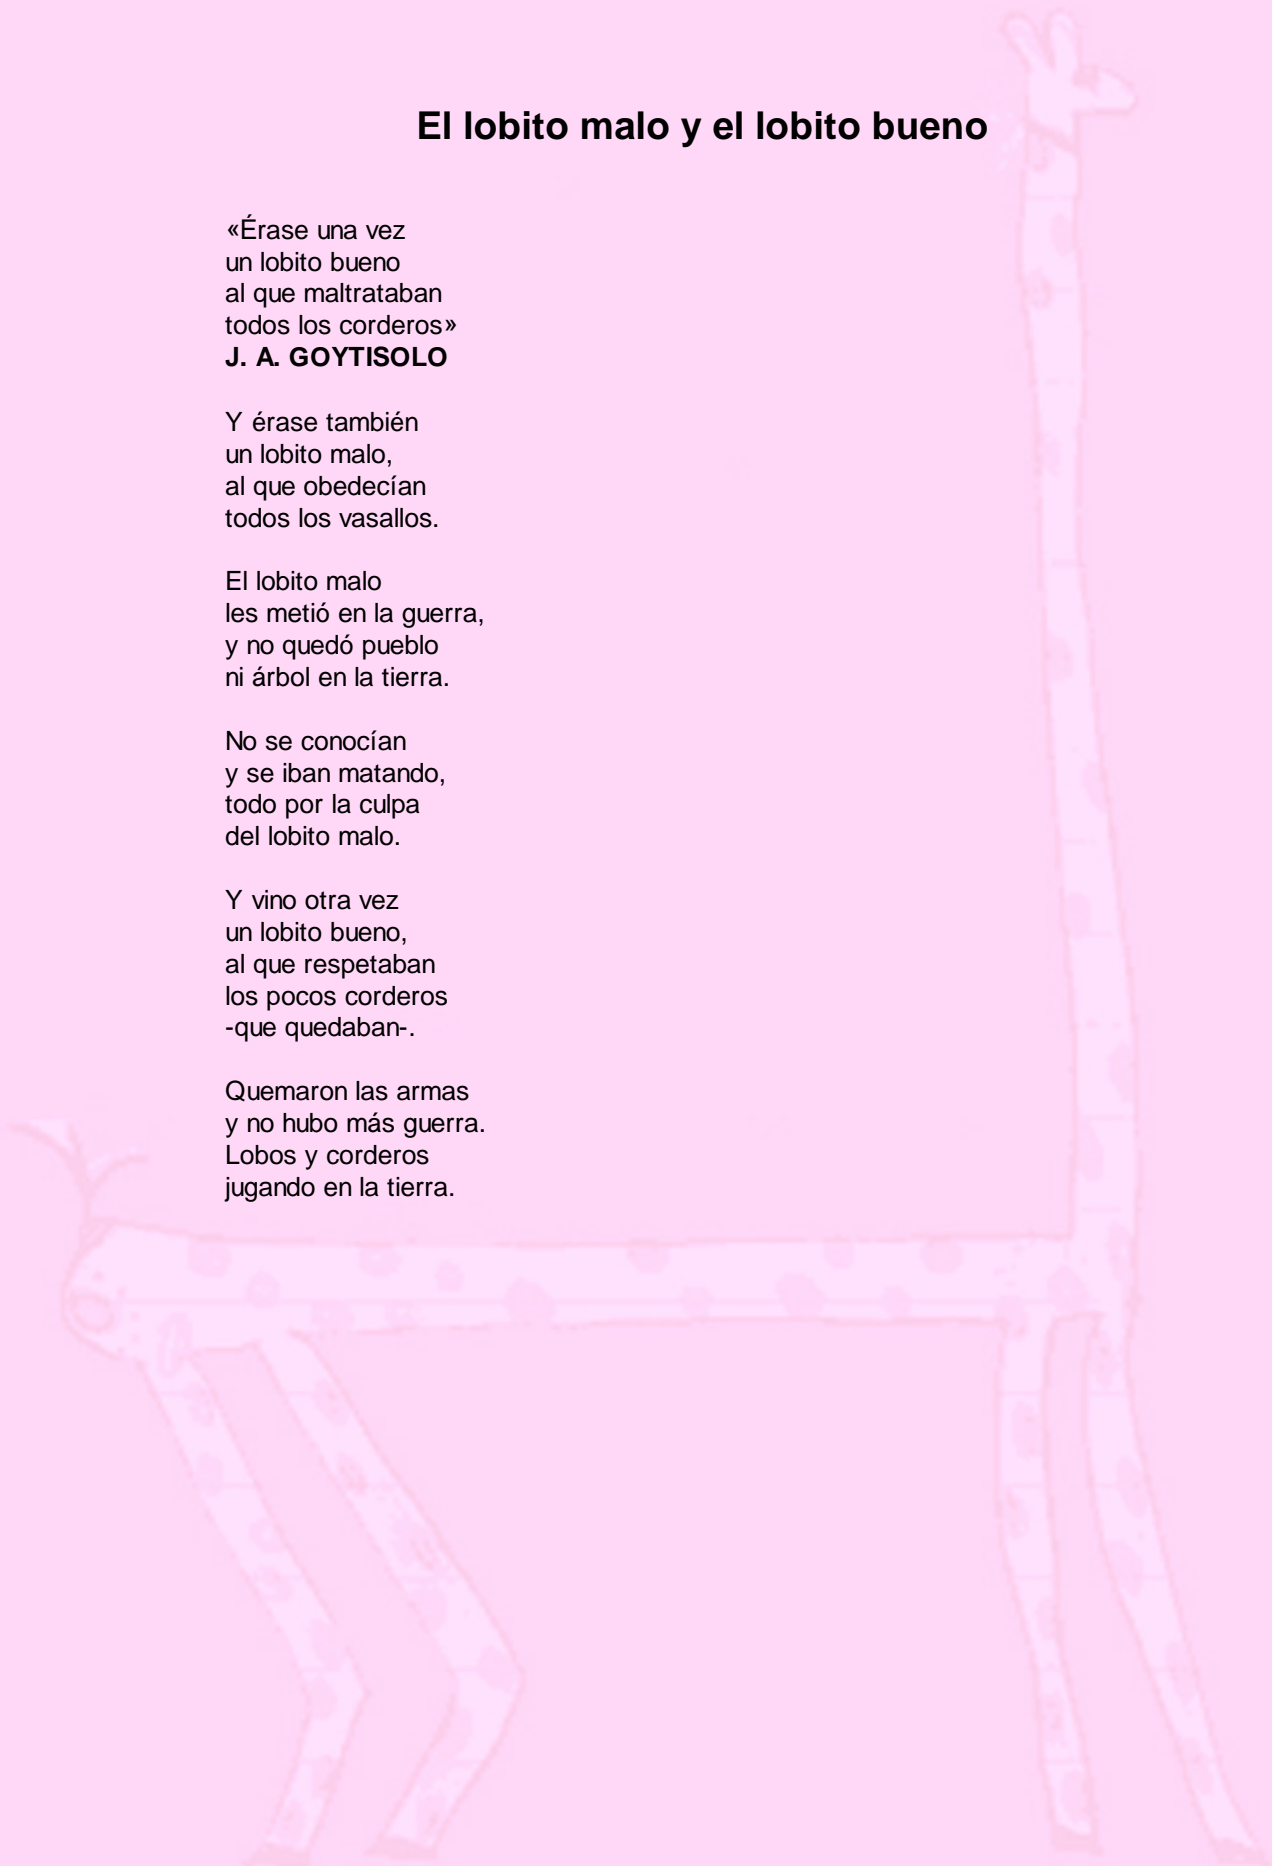 El lobito malo y el lobito bueno
«Érase una vez
un lobito bueno
al que maltrataban
todos los corderos»
J. A. GOYTISOLO
Y érase también
un lobito malo,
al que obedecían
todos los vasallos.
El lobito malo
les metió en la guerra,
y no quedó pueblo
ni árbol en la tierra.
No se conocían
y se iban matando,
todo por la culpa
del lobito malo.
Y vino otra vez
un lobito bueno,
al que respetaban
los pocos corderos
-que quedaban-.
Quemaron las armas
y no hubo más guerra.
Lobos y corderos
jugando en la tierra.